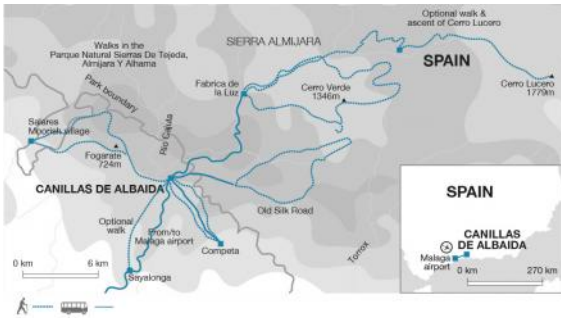 Optional walk &
ascent of Cerro Lucero
Walks in the
Parque Natural Sierras De Tejeda,
Almijara Y Alhama
SIERRA ALMIJARA
SPAIN
Park boundary
Fabrica de
la Luz
Cerro Verde
1346m
Cerro Lucero
1779m
Salares
Moorish village
Rio Cajula
Fogarate
724m
CANILLAS DE ALBAIDA
Old Silk Road
Optional
walk
From/to
Malaga airport
Competa
Torrox
Sayalonga
0 km
6 km
SPAIN
CANILLAS
DE ALBAIDA
Malaga
airport
0 km
270 km